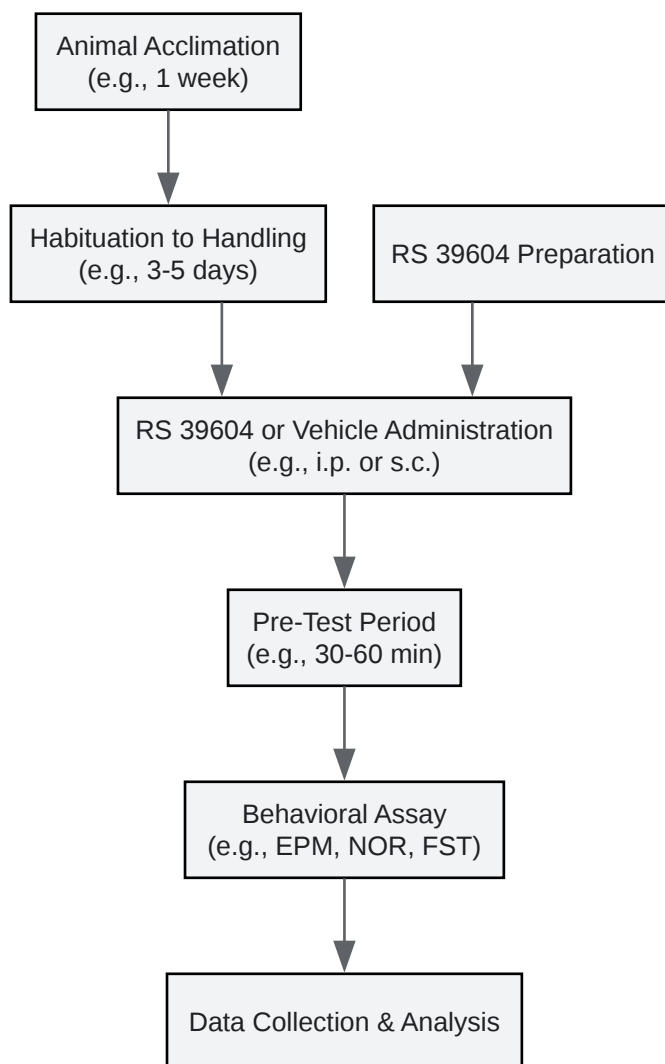 Animal Acclimation
(e.g., 1 week)
Habituation to Handling
(e.g., 3-5 days)
RS 39604 Preparation
RS 39604 or Vehicle Administration
(e.g., i.p. or s.c.)
Pre-Test Period
(e.g., 30-60 min)
Behavioral Assay
(e.g., EPM, NOR, FST)
Data Collection & Analysis